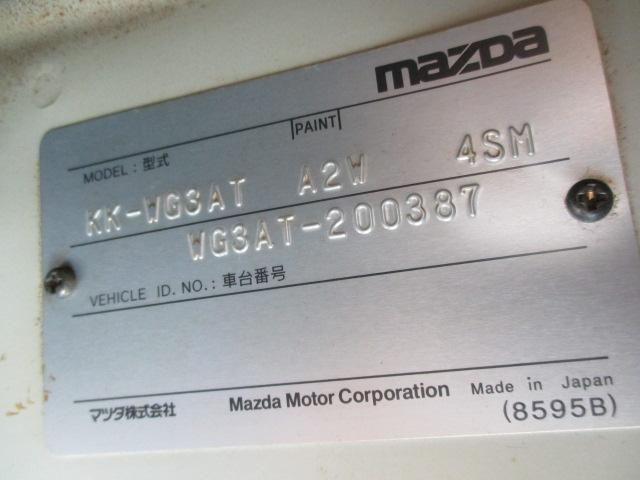 mazda
PAINT
MODEL : 型式
KK-WG3AT A2W 4SM
WG3AT-200387
VEHICLE ID. NO. : 車台番号
マツダ株式会社 Mazda Motor Corporation Made in Japan
(8595B)